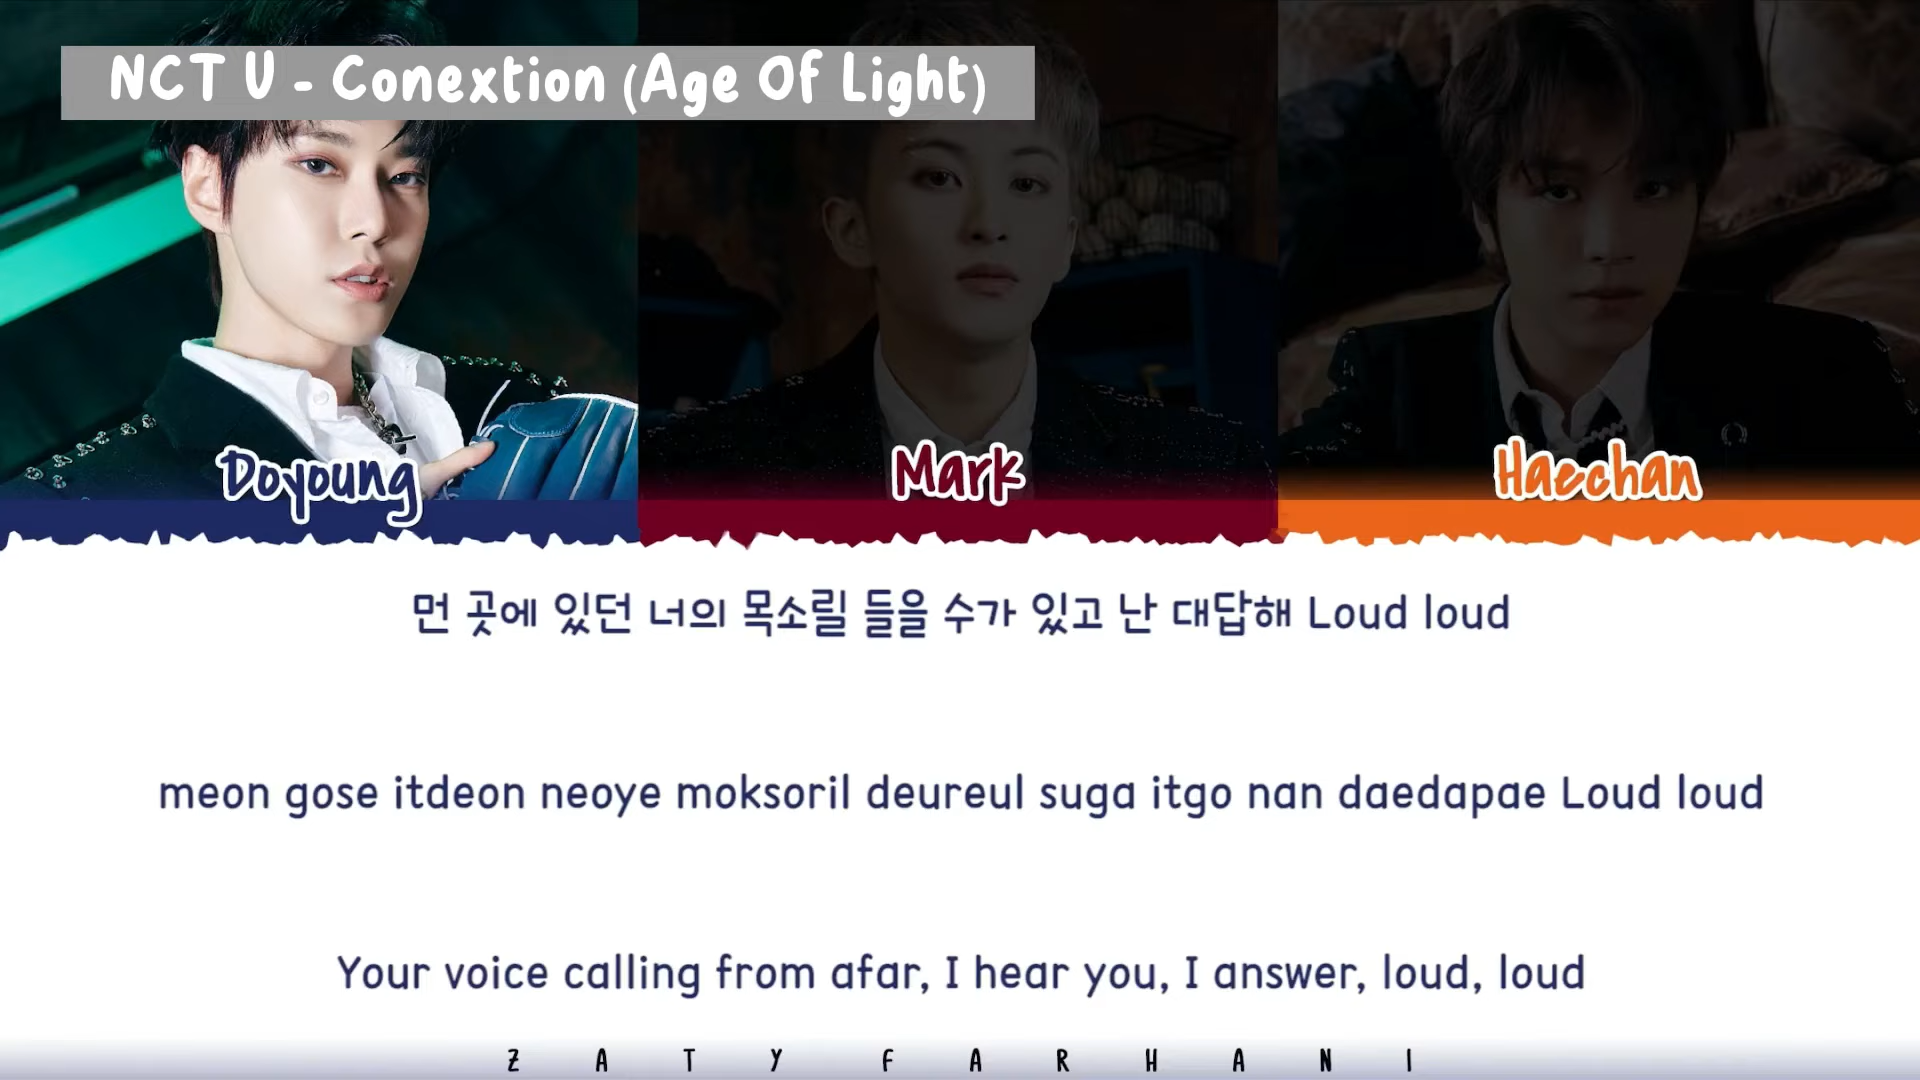 NCT U - Conextion (Age Of Light)
Doyoung
Mark
Haechan
먼 곳에 있던 너의 목소릴 들을 수가 있고 난 대답해 Loud loud
meon gose itdeon neoye moksoril deureul suga itgo nan daedapae Loud loud
Your voice calling from afar, I hear you, I answer, loud, loud
ZATY FARHANI